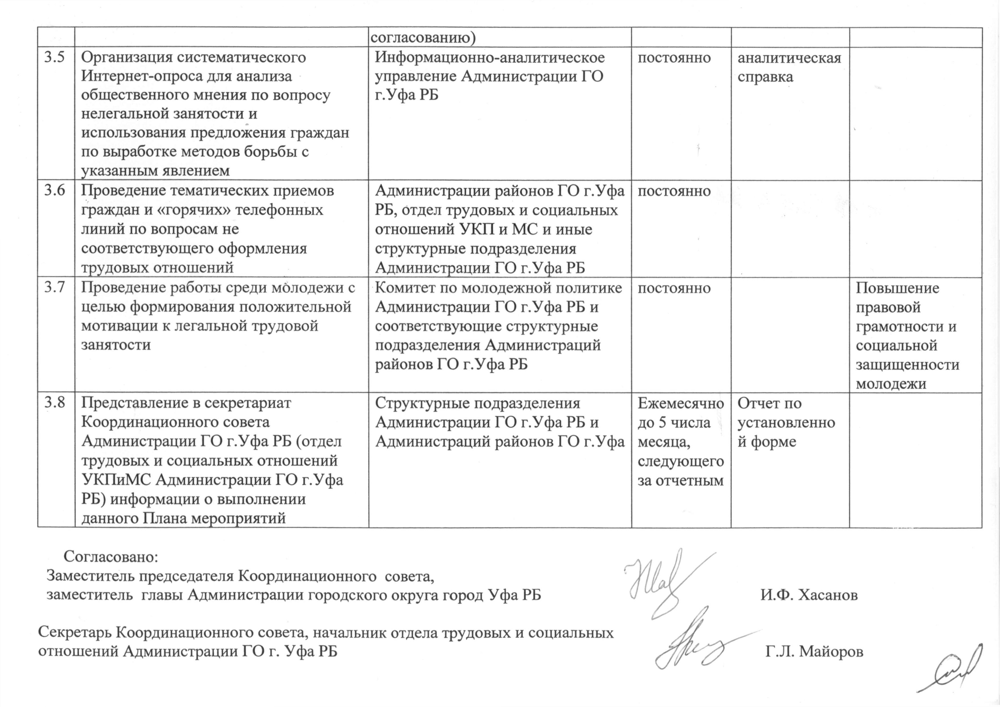 согласованию)
3.5
Организация систематического
Интернет-опроса для анализа
общественного мнения по вопросу
нелегальной занятости и
использования предложения граждан
по выработке методов борьбы с
указанным явлением
Информационно-аналитическое
управление Администрации ГО
г.Уфа РБ
постоянно
аналитическая
справка
3.6
Проведение тематических приемов
граждан и «горячих» телефонных
линий по вопросам не
соответствующего оформления
трудовых отношений
Администрации районов ГО г.Уфа
РБ, отдел трудовых и социальных
отношений УКП и МС и иные
структурные подразделения
Администрации ГО г.Уфа РБ
постоянно
3.7
Проведение работы среди молодежи с
целью формирования положительной
мотивации к легальной трудовой
занятости
Комитет по молодежной политике
Администрации ГО г.Уфа РБ и
соответствующие структурные
подразделения Администраций
районов ГО г.Уфа РБ
постоянно
Повышение
правовой
грамотности и
социальной
защищенности
молодежи
3.8
Представление в секретариат
Координационного совета
Администрации ГО г.Уфа РБ (отдел
трудовых и социальных отношений
УКПиМС Администрации ГО г.Уфа
РБ) информации о выполнении
данного Плана мероприятий
Структурные подразделения
Администрации ГО г.Уфа РБ и
Администраций районов ГО г.Уфа
Ежемесячно
до 5 числа
месяца,
следующего
за отчетным
Отчет по
установленно
й форме
Согласовано:
Заместитель председателя Координационного совета,
заместитель главы Администрации городского округа город Уфа РБ
И.Ф. Хасанов
Секретарь Координационного совета, начальник отдела трудовых и социальных
отношений Администрации ГО г. Уфа РБ
Г.Л. Майоров